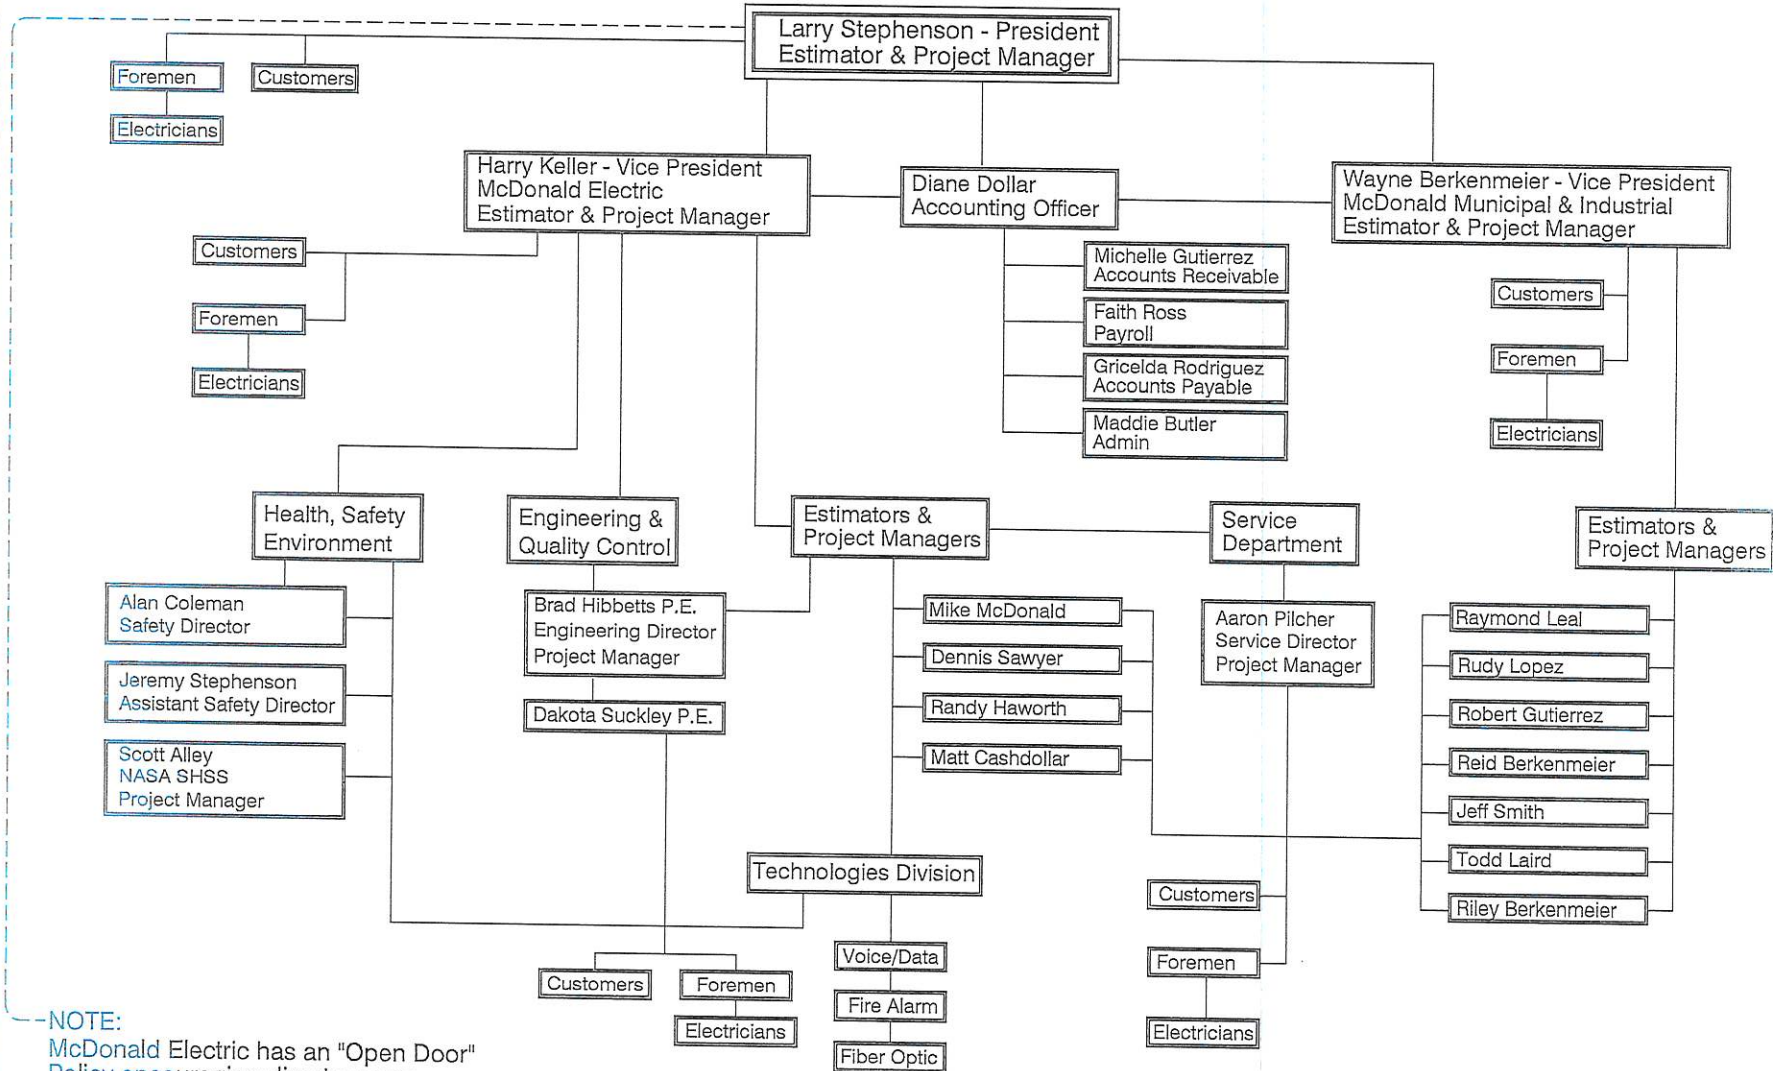 Larry Stephenson - President
Estimator & Project Manager
Foremen
Customers
Electricians
Harry Keller - Vice President
McDonald Electric
Estimator & Project Manager
Diane Dollar
Accounting Officer
Wayne Berkenmeier - Vice President
McDonald Municipal & Industrial
Estimator & Project Manager
Customers
Foremen
Electricians
Michelle Gutierrez
Accounts Receivable
Faith Ross
Payroll
Gricelda Rodriguez
Accounts Payable
Maddie Butler
Admin
Customers
Foremen
Electricians
Health, Safety
Environment
Engineering &
Quality Control
Estimators &
Project Managers
Service
Department
Estimators &
Project Managers
Alan Coleman
Safety Director
Jeremy Stephenson
Assistant Safety Director
Scott Alley
NASA SHSS
Project Manager
Brad Hibbetts P.E.
Engineering Director
Project Manager
Dakota Suckley P.E.
Mike McDonald
Dennis Sawyer
Randy Haworth
Matt Cashdollar
Aaron Pilcher
Service Director
Project Manager
Raymond Leal
Rudy Lopez
Robert Gutierrez
Reid Berkenmeier
Jeff Smith
Todd Laird
Riley Berkenmeier
Technologies Division
Customers
Foremen
Electricians
Voice/Data
Fire Alarm
Fiber Optic
Customers
Foremen
Electricians
NOTE:
McDonald Electric has an "Open Door"